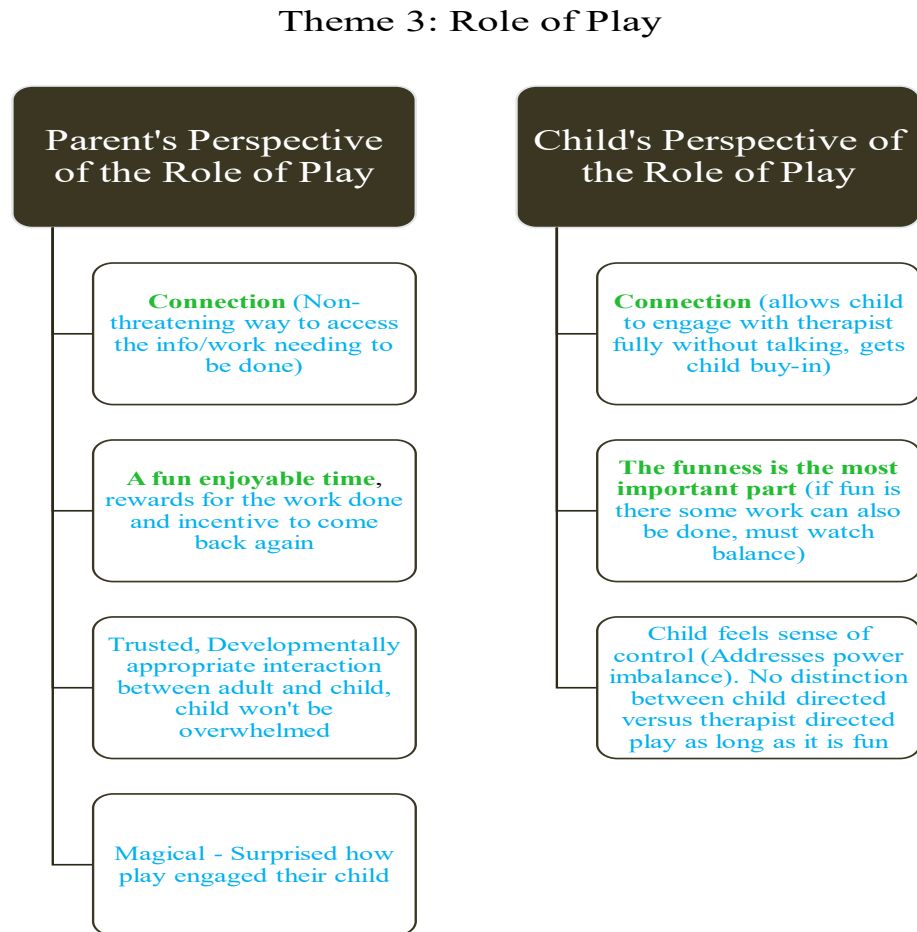 Theme 3: Role of Play
Parent's Perspective
of the Role of Play
Connection (Non-
threatening way to access
the info/work needing to
be done)
A fun enjoyable time,
rewards for the work done
and incentive to come
back again
Trusted, Developmentally
appropriate interaction
between adult and child,
child won't be
overwhelmed
Magical - Surprised how
play engaged their child
Child's Perspective of
the Role of Play
Connection (allows child
to engage with therapist
fully without talking, gets
child buy-in)
The funness is the most
important part (if fun is
there some work can also
be done, must watch
balance)
Child feels sense of
control (Addresses power
imbalance). No distinction
between child directed
versus therapist directed
play as long as it is fun